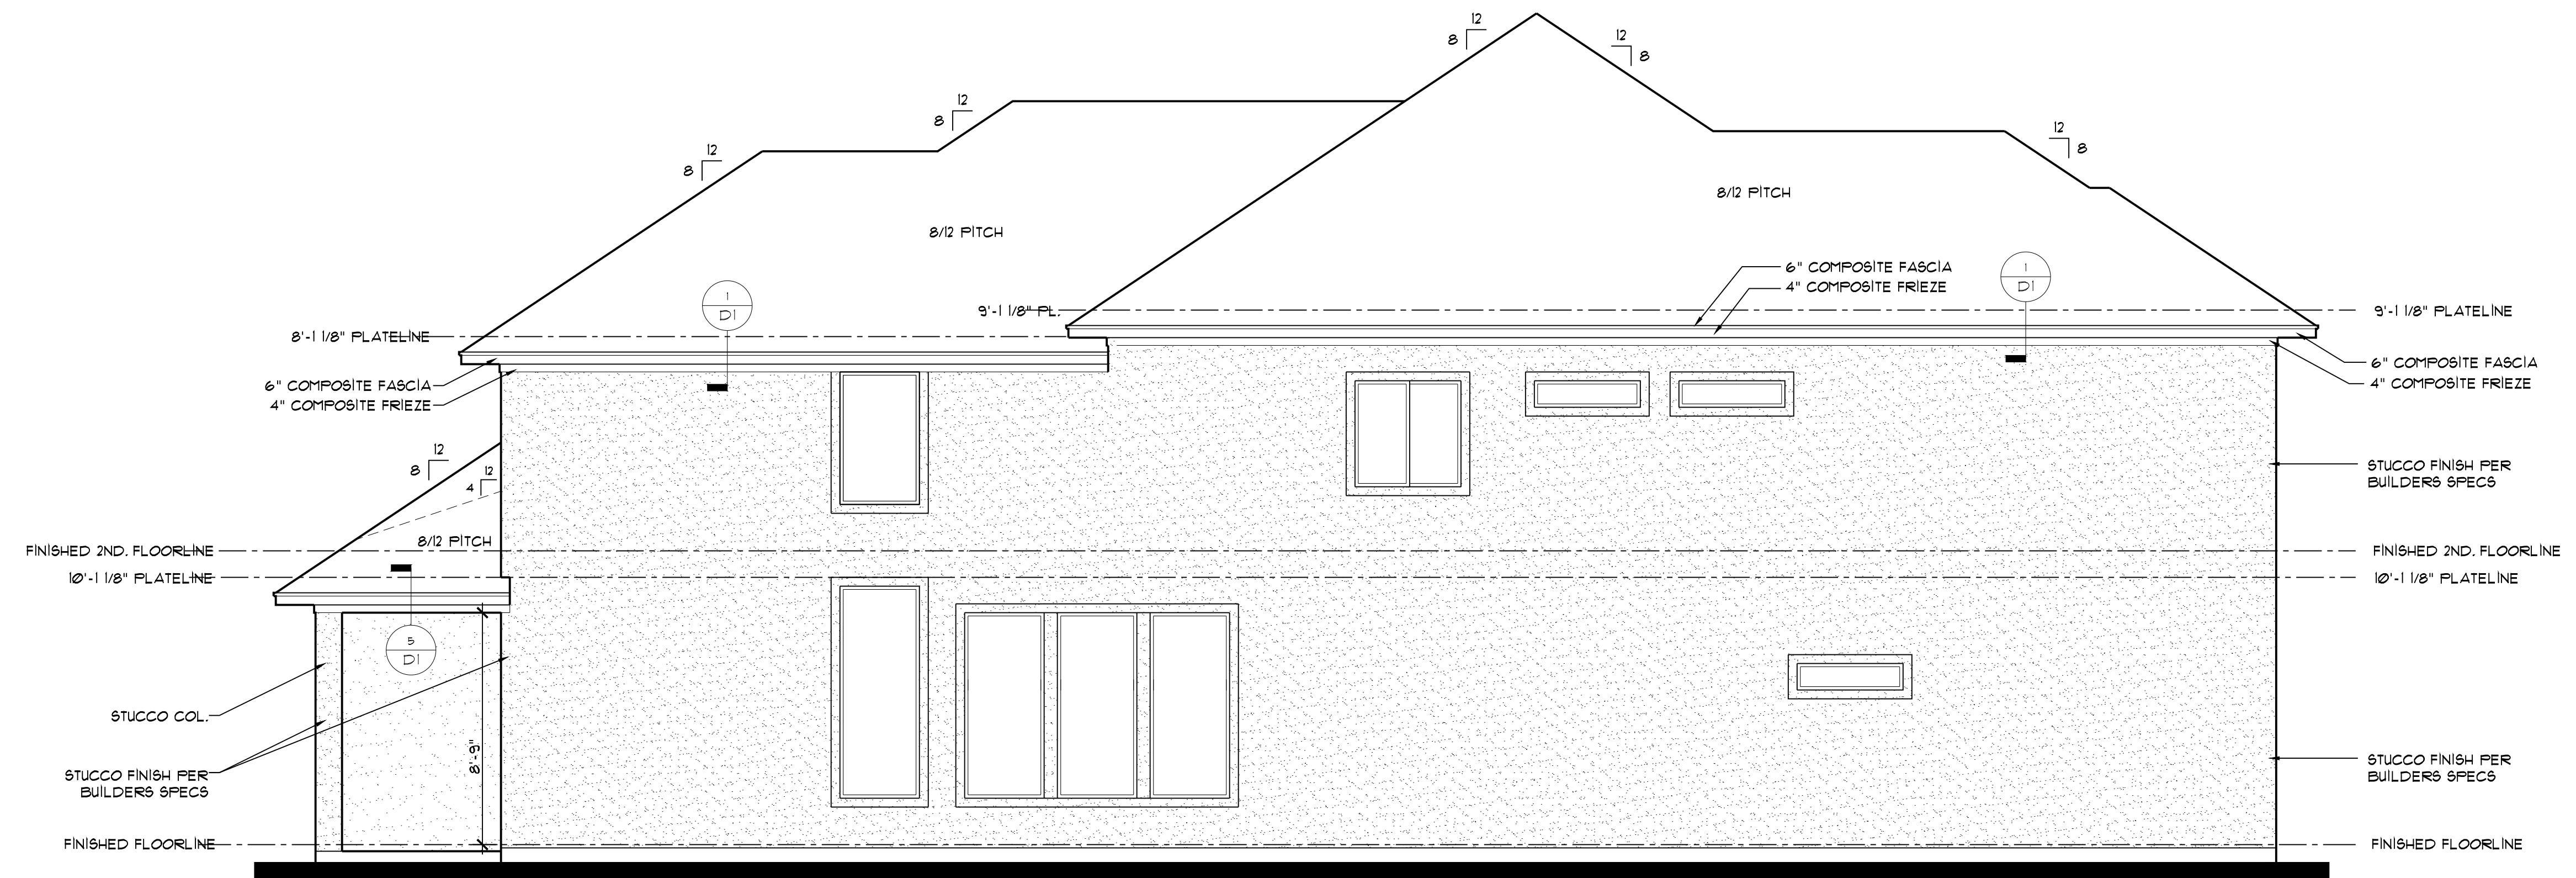 12
8
12
8
12
8
12
8
12
8
8/12 PITCH
8/12 PITCH
6" COMPOSITE FASCIA
4" COMPOSITE FRIEZE
1
D1
1
D1
9'-1 1/8" PL.
9'-1 1/8" PLATELINE
8'-1 1/8" PLATELINE
6" COMPOSITE FASCIA
4" COMPOSITE FRIEZE
6" COMPOSITE FASCIA
4" COMPOSITE FRIEZE
12
8
12
4
STUCCO FINISH PER
BUILDERS SPECS
8/12 PITCH
FINISHED 2ND. FLOORLINE
FINISHED 2ND. FLOORLINE
10'-1 1/8" PLATELINE
10'-1 1/8" PLATELINE
5
D1
STUCCO COL.
8'-9"
STUCCO FINISH PER
BUILDERS SPECS
STUCCO FINISH PER
BUILDERS SPECS
FINISHED FLOORLINE
FINISHED FLOORLINE